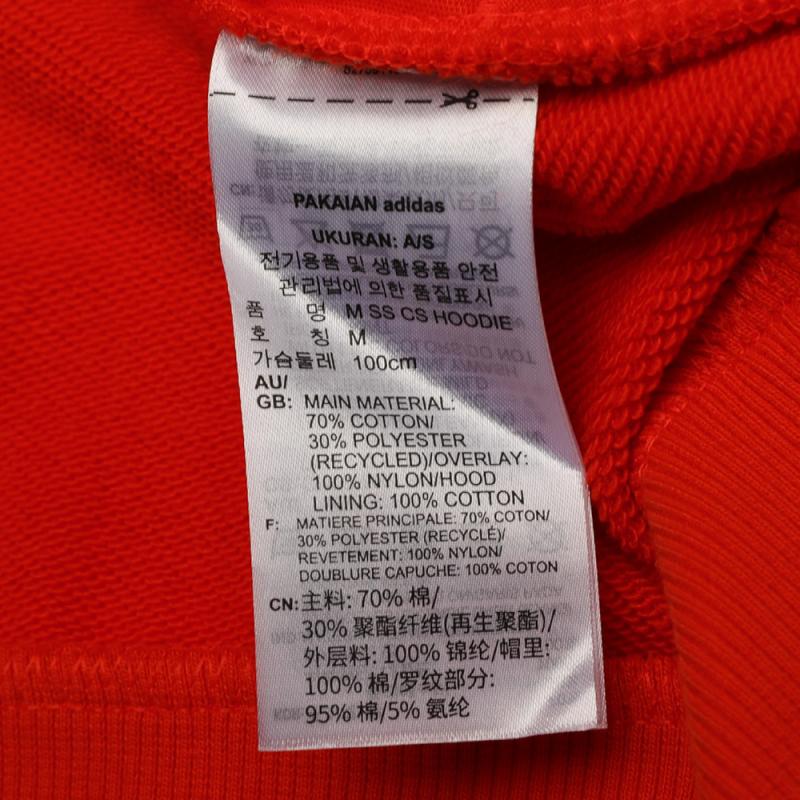 PAKAIAN adidas
UKURAN: A/S
전기용품 및 생활용품 안전
관리법에 의한 품질표시
품 명 M SS CS HOODIE
호 칭 M
가슴둘레 100cm
AU/
GB: MAIN MATERIAL:
70% COTTON/
30% POLYESTER
(RECYCLED)/OVERLAY:
100% NYLON/HOOD
LINING: 100% COTTON
F: MATIERE PRINCIPALE: 70% COTON/
30% POLYESTER (RECYCLÉ)/
REVETEMENT: 100% NYLON/
DOUBLURE CAPUCHE: 100% COTON
CN: 主料: 70% 棉/
30% 聚酯纤维(再生聚酯)/
外层料: 100% 锦纶/帽里:
100% 棉/罗纹部分:
95% 棉/5% 氨纶